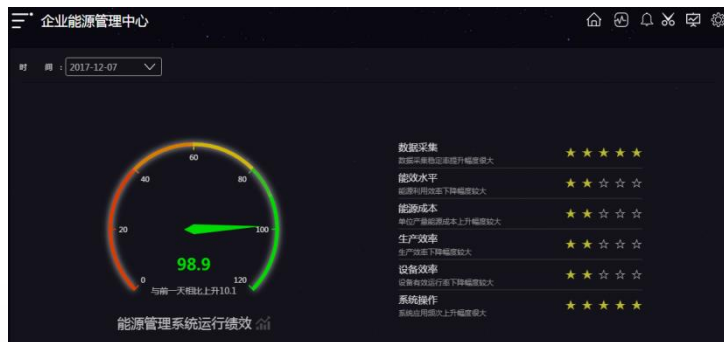 企业能源管理中心
时 间 : 2017-12-07
60
40
80
20
100
98.9
0
120
与前一天相比上升10.1
能源管理系统运行绩效
数据采集
数据采集稳定率提升幅度很大
能效水平
能源利用效率下降幅度较大
能源成本
单位产量能源成本上升幅度较大
生产效率
生产效率下降幅度较大
设备效率
设备有效运行率下降幅度较大
系统操作
系统应用频次上升幅度很大